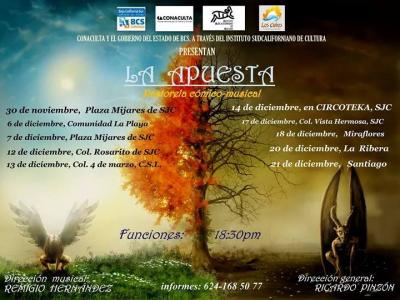 BCS
CONACULTA
Los Cabos
CONACULTA Y EL GOBIERNO DEL ESTADO DE BCS, A TRAVÉS DEL INSTITUTO SUDCALIFORNIANO DE CULTURA
PRESENTAN
LA APUESTA
Pastorela cómico-musical
30 de noviembre, Plaza Mijares de SJC
6 de diciembre, Comunidad La Playa
7 de diciembre, Plaza Mijares de SJC
12 de diciembre, Col. Rosarito de SJC
13 de diciembre, Col. 4 de marzo, C.S.L.
14 de diciembre, en CIRCOTEKA, SJC
17 de diciembre, Col. Vista Hermosa, SJC
18 de diciembre, Miraflores
20 de diciembre, La Ribera
21 de diciembre, Santiago
Funciones: 18:30pm
Dirección musical:
REMIGIO HERNÁNDEZ
informes: 624-168 50 77
Dirección general:
RICARDO PINZÓN